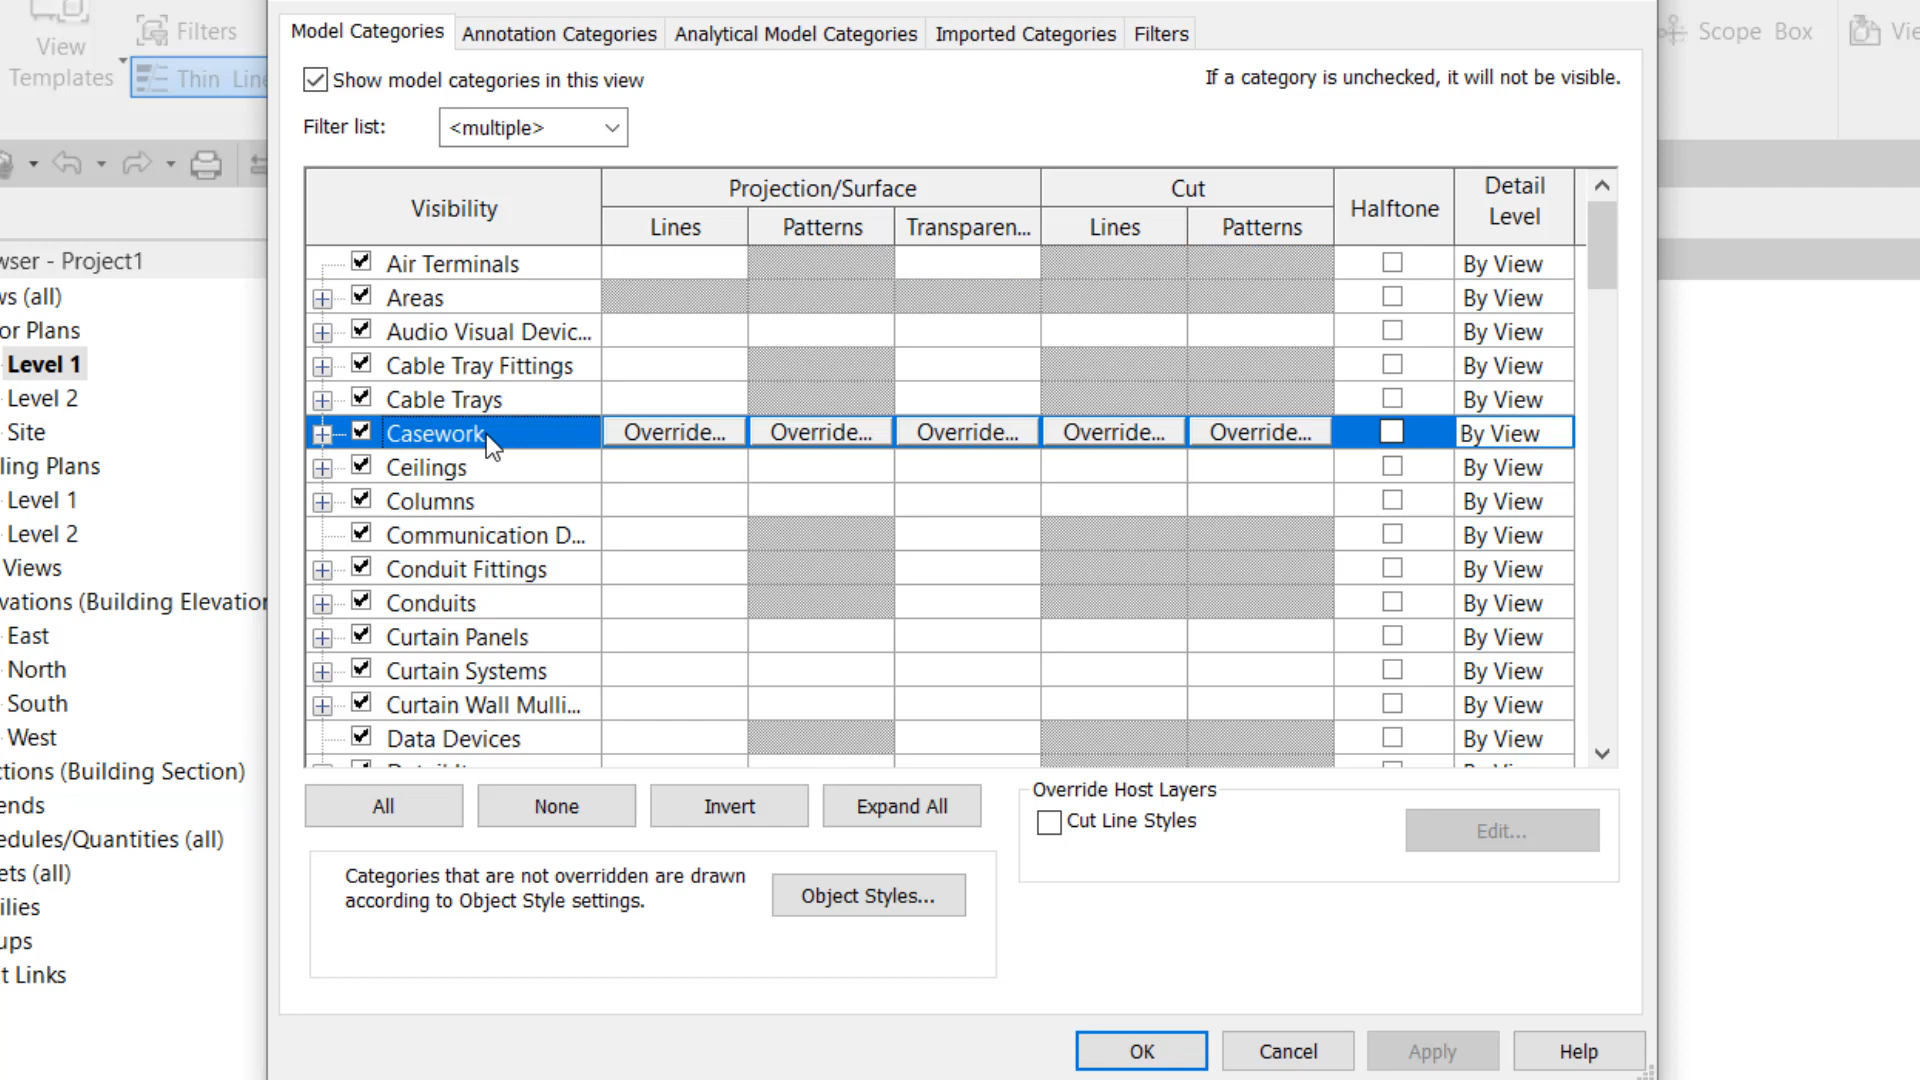 View
Templates
Filters
Thin Line
Scope Box
Vie
wser - Project1
vs (all)
or Plans
Level 1
Level 2
Site
ling Plans
Level 1
Level 2
Views
vations (Building Elevation
East
North
South
West
ctions (Building Section)
ends
edules/Quantities (all)
ets (all)
ilies
ups
t Links
Model Categories
Annotation Categories
Analytical Model Categories
Imported Categories
Filters
Show model categories in this view
If a category is unchecked, it will not be visible.
Filter list:
<multiple>
Visibility
Projection/Surface
Cut
Halftone
Detail
Level
Lines
Patterns
Transparen...
Lines
Patterns
Air Terminals By View
Areas By View
Audio Visual Devic... By View
Cable Tray Fittings By View
Cable Trays By View
Casework Override... Override... Override... Override... Override... By View
Ceilings By View
Columns By View
Communication D... By View
Conduit Fittings By View
Conduits By View
Curtain Panels By View
Curtain Systems By View
Curtain Wall Mulli... By View
Data Devices By View
All
None
Invert
Expand All
Override Host Layers
Cut Line Styles
Edit...
Categories that are not overridden are drawn
according to Object Style settings.
Object Styles...
OK
Cancel
Apply
Help